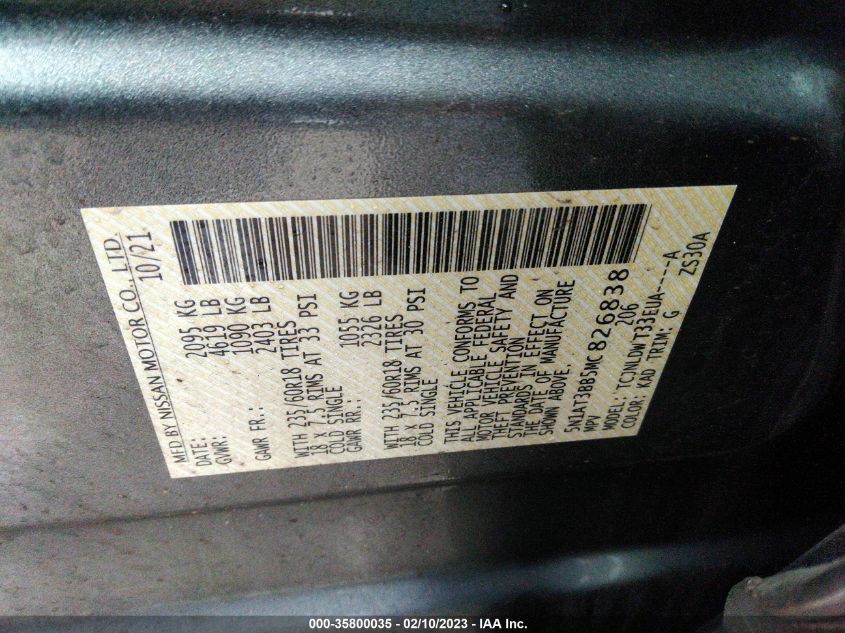 MFD BY NISSAN MOTOR CO., LTD.
DATE: 10/21
GVWR: 2095 KG
4619 LB
GAWR FR.: 1090 KG
2403 LB
WITH 235/60R18 TIRES
18 X 7.5 RIMS AT 33 PSI
COLD SINGLE
GAWR RR.: 1055 KG
2326 LB
WITH 235/60R18 TIRES
18 X 7.5 RIMS AT 30 PSI
COLD SINGLE
THIS VEHICLE CONFORMS TO
ALL APPLICABLE FEDERAL
MOTOR VEHICLE SAFETY AND
THEFT PREVENTION
STANDARDS IN EFFECT ON
THE DATE OF MANUFACTURE
SHOWN ABOVE.
5N1AT3BB5MC826838
MPV 206
MODEL: TCJNLDWT33EUA-----A
COLOR: KAD TRIM: G ZS30A
000-35800035 - 02/10/2023 - IAA Inc.